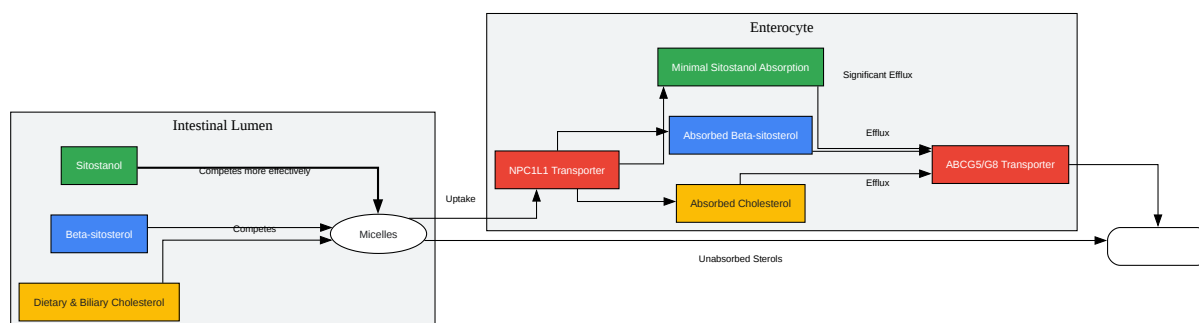 Enterocyte
Minimal Sitostanol Absorption
Significant Efflux
Intestinal Lumen
Absorbed Beta-sitosterol
Efflux
Sitostanol
Competes more effectively
NPC1L1 Transporter
ABCG5/G8 Transporter
Absorbed Cholesterol
Efflux
Uptake
Beta-sitosterol
Competes
Micelles
Unabsorbed Sterols
Dietary & Biliary Cholesterol